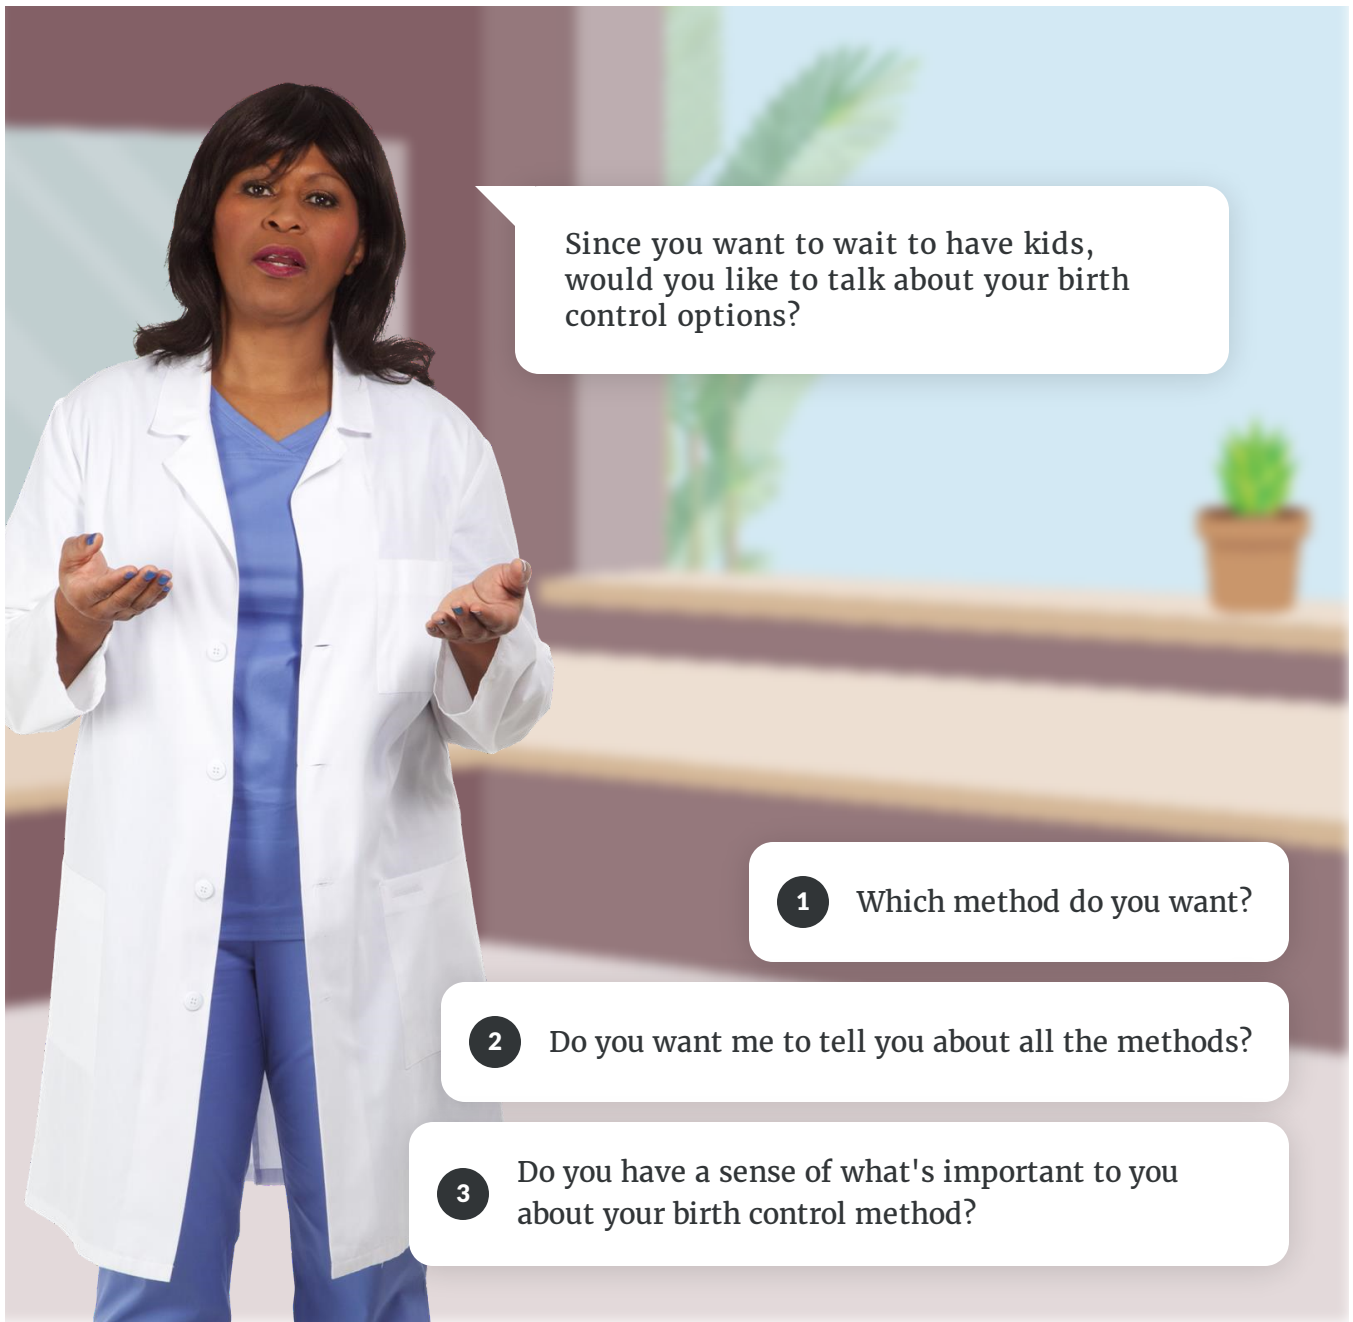 Since you want to wait to have kids,
would you like to talk about your birth
control options?
1 Which method do you want?
2 Do you want me to tell you about all the methods?
3 Do you have a sense of what's important to you
about your birth control method?